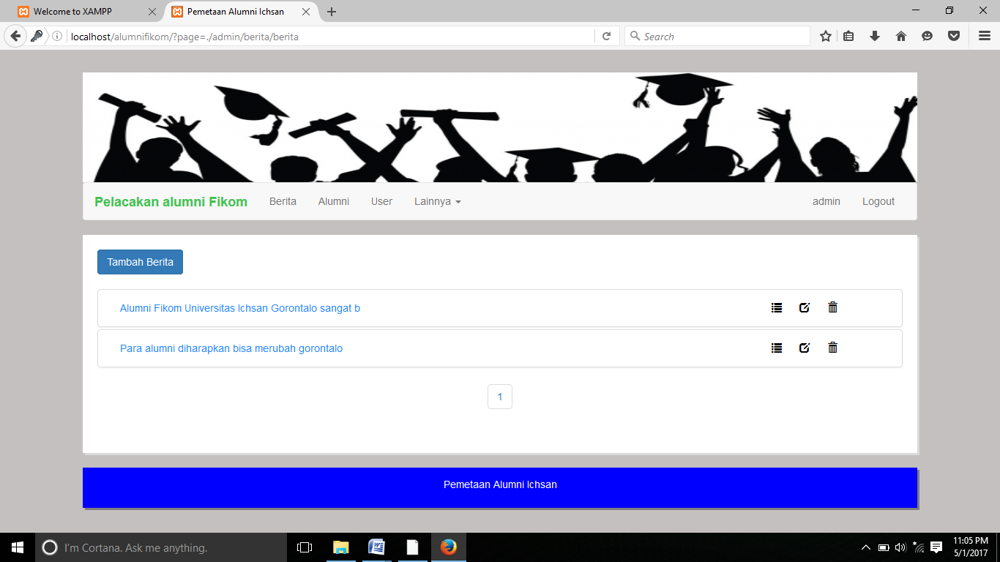 Welcome to XAMPP
Pemetaan Alumni Ichsan
localhost/alumnifikom/?page=./admin/berita/berita
Search
Pelacakan alumni Fikom Berita Alumni User Lainnya admin Logout
Tambah Berita
Alumni Fikom Universitas Ichsan Gorontalo sangat b
Para alumni diharapkan bisa merubah gorontalo
1
Pemetaan Alumni Ichsan
I'm Cortana. Ask me anything.
11:05 PM
5/1/2017